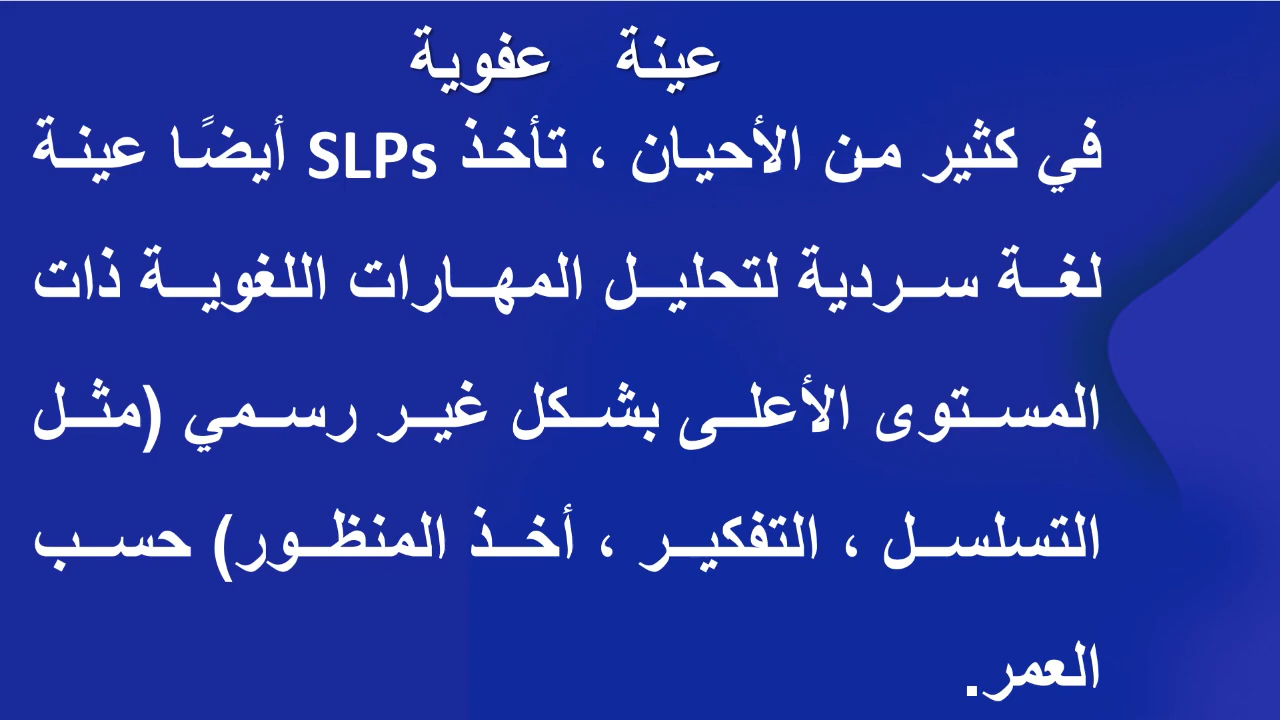 عينة عفوية
في كثير من الأحيان ، تأخذ SLPs أيضًا عينة
لغة سردية لتحليل المهارات اللغوية ذات
المستوى الأعلى بشكل غير رسمي (مثل
التسلسل ، التفكير ، أخذ المنظور) حسب
العمر.